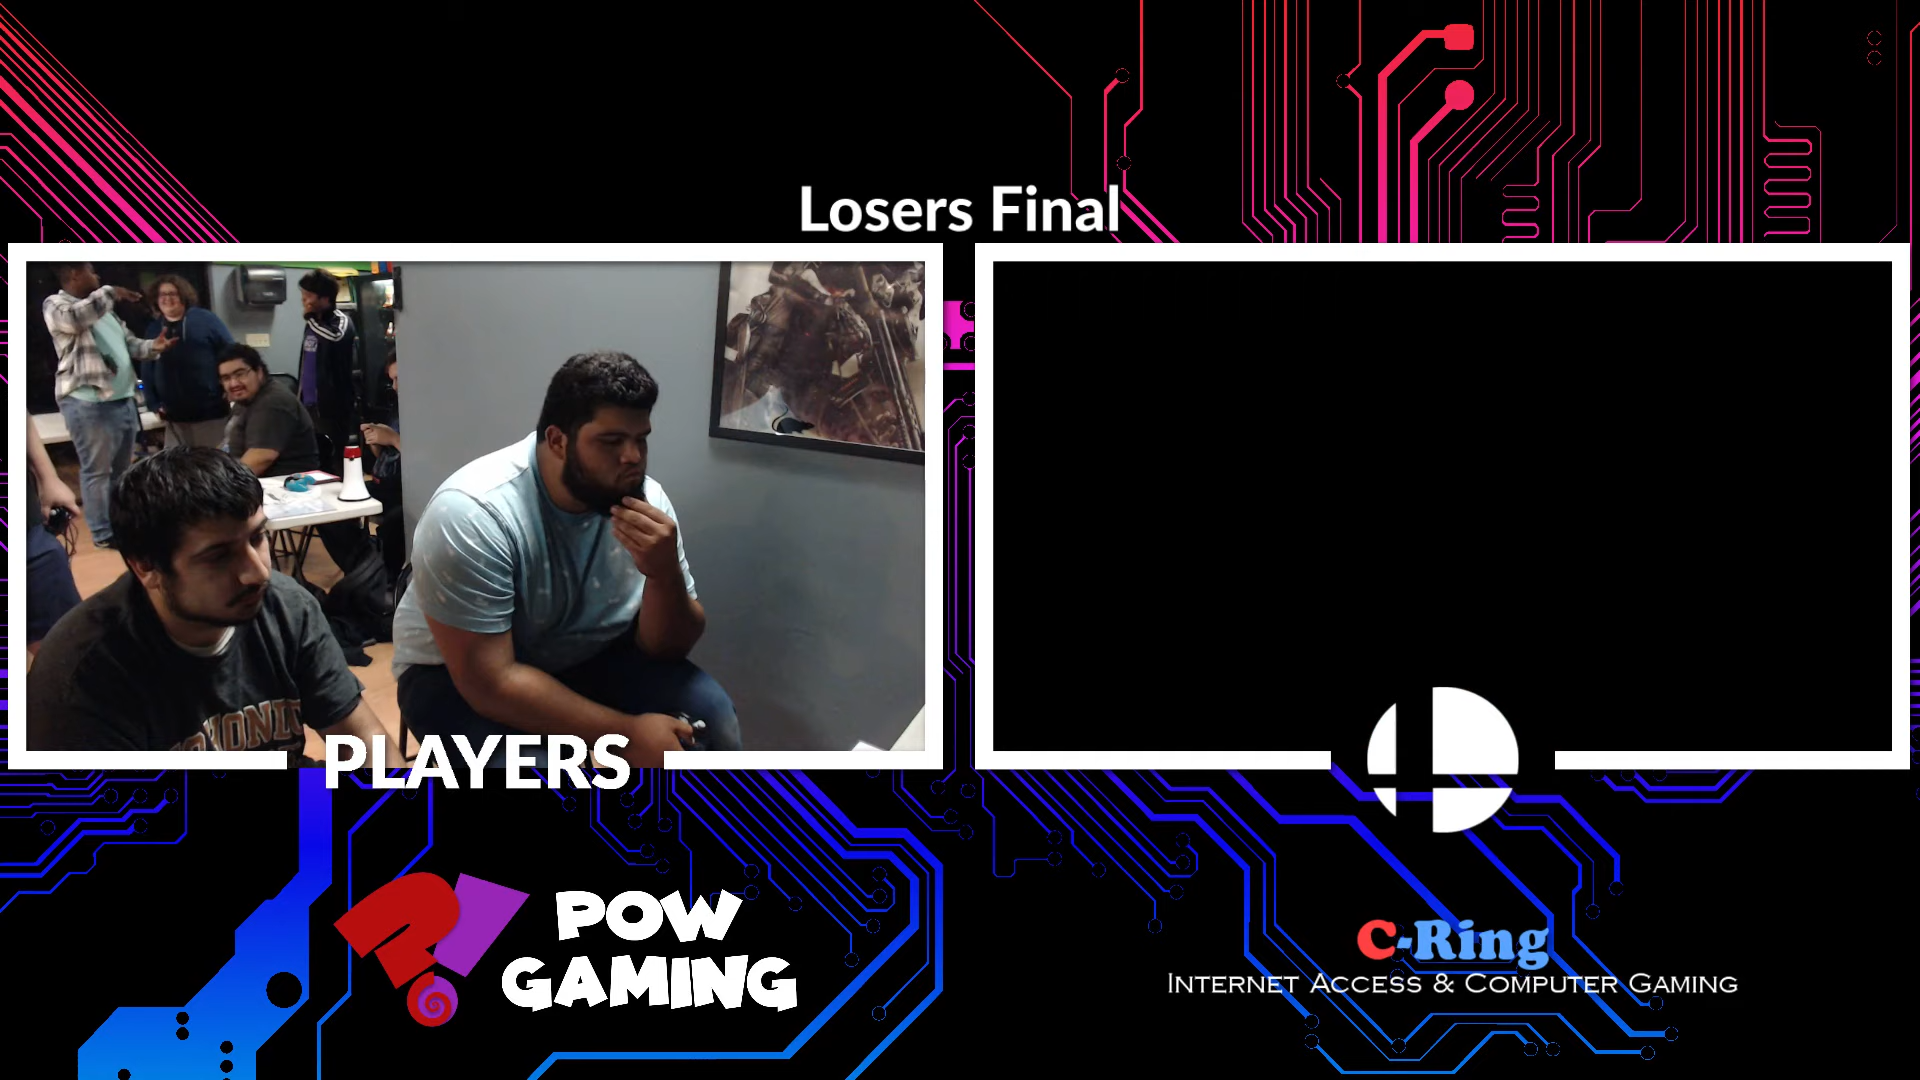 Losers Final
PLAYERS
POW
GAMING
C-Ring
Internet Access & Computer Gaming